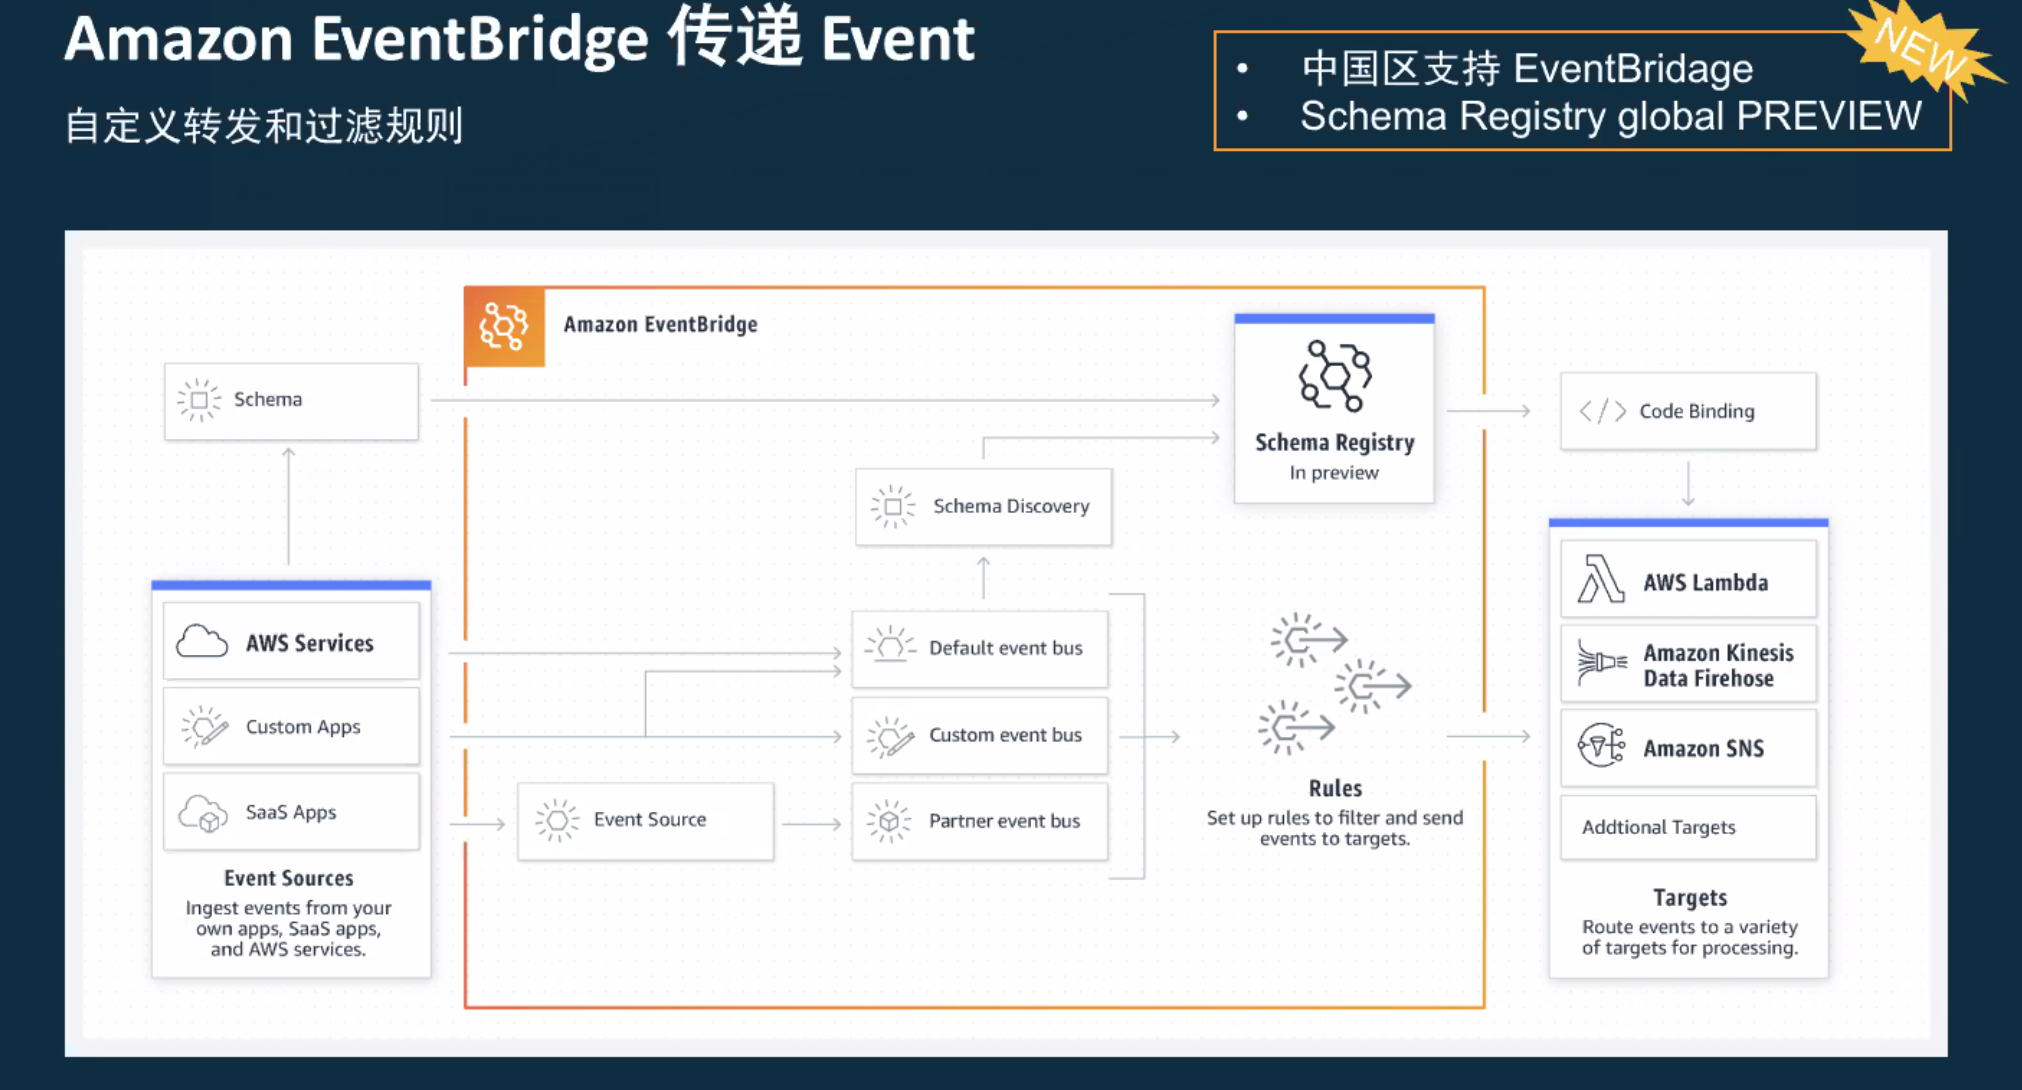 Amazon EventBridge 传递 Event
自定义转发和过滤规则
NEW
• 中国区支持 EventBridage
• Schema Registry global PREVIEW
Amazon EventBridge
Schema
Schema Registry
In preview
Code Binding
Schema Discovery
AWS Services
Custom Apps
SaaS Apps
Event Sources
Ingest events from your
own apps, SaaS apps,
and AWS services.
Event Source
Default event bus
Custom event bus
Partner event bus
Rules
Set up rules to filter and send
events to targets.
AWS Lambda
Amazon Kinesis
Data Firehose
Amazon SNS
Addtional Targets
Targets
Route events to a variety
of targets for processing.